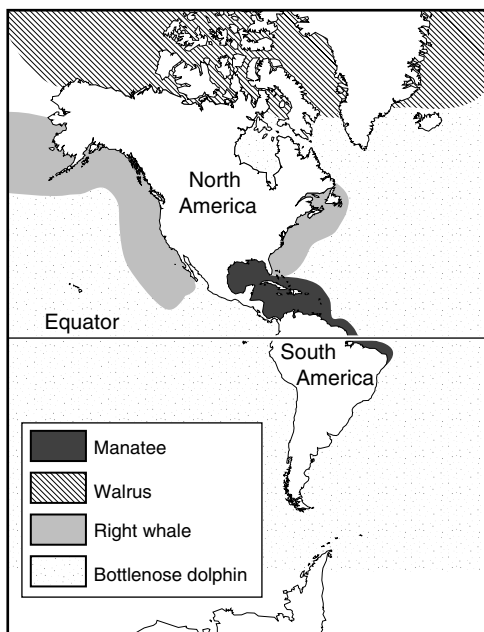 North
America
Equator
South
America
Manatee
Walrus
Right whale
Bottlenose dolphin